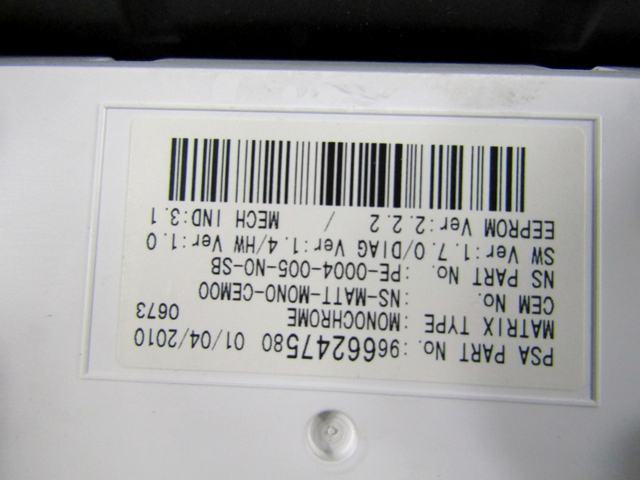 PSA PART No. :9666247580 01/04/2010
MATRIX TYPE :MONOCHROME 0673
CEM No. :NS-MATT-MONO-CEM00
NS PART No. :PE-0004-005-NO-SB
SW Ver:1.7.0/DIAG Ver:1.4/HW Ver:1.0
EEPROM Ver:2.2.2 / MECH IND:3.1